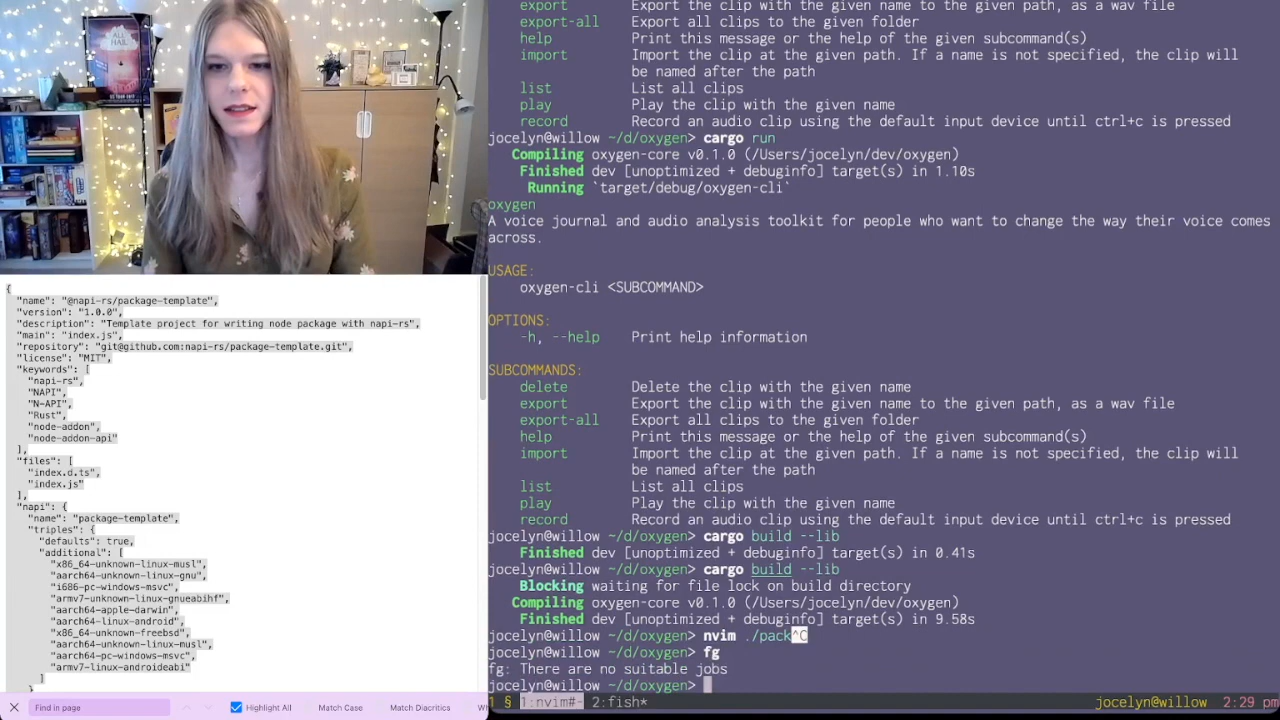 ALL HAIL
{
"name": "@napi-rs/package-template",
"version": "1.0.0",
"description": "Template project for writing node package with napi-rs",
"main": "index.js",
"repository": "git@github.com:napi-rs/package-template.git",
"license": "MIT",
"keywords": [
"napi-rs",
"NAPI",
"N-API",
"Rust",
"node-addon",
"node-addon-api"
],
"files": [
"index.d.ts",
"index.js"
],
"napi": {
"name": "package-template",
"triples": {
"defaults": true,
"additional": [
"x86_64-unknown-linux-musl",
"aarch64-unknown-linux-gnu",
"i686-pc-windows-msvc",
"armv7-unknown-linux-gnueabihf",
"aarch64-apple-darwin",
"aarch64-linux-android",
"x86_64-unknown-freebsd",
"aarch64-unknown-linux-musl",
"aarch64-pc-windows-msvc",
"armv7-linux-androideabi"
]
}
Find in page Highlight All Match Case Match Diacritics Wh
export Export the clip with the given name to the given path, as a wav file
export-all Export all clips to the given folder
help Print this message or the help of the given subcommand(s)
import Import the clip at the given path. If a name is not specified, the clip will
be named after the path
list List all clips
play Play the clip with the given name
record Record an audio clip using the default input device until ctrl+c is pressed
jocelyn@willow ~/d/oxygen> cargo run
Compiling oxygen-core v0.1.0 (/Users/jocelyn/dev/oxygen)
Finished dev [unoptimized + debuginfo] target(s) in 1.10s
Running `target/debug/oxygen-cli`
oxygen
A voice journal and audio analysis toolkit for people who want to change the way their voice comes
across.
USAGE:
oxygen-cli <SUBCOMMAND>
OPTIONS:
-h, --help Print help information
SUBCOMMANDS:
delete Delete the clip with the given name
export Export the clip with the given name to the given path, as a wav file
export-all Export all clips to the given folder
help Print this message or the help of the given subcommand(s)
import Import the clip at the given path. If a name is not specified, the clip will
be named after the path
list List all clips
play Play the clip with the given name
record Record an audio clip using the default input device until ctrl+c is pressed
jocelyn@willow ~/d/oxygen> cargo build --lib
Finished dev [unoptimized + debuginfo] target(s) in 0.41s
jocelyn@willow ~/d/oxygen> cargo build --lib
Blocking waiting for file lock on build directory
Compiling oxygen-core v0.1.0 (/Users/jocelyn/dev/oxygen)
Finished dev [unoptimized + debuginfo] target(s) in 9.58s
jocelyn@willow ~/d/oxygen> nvim ./pack^C
jocelyn@willow ~/d/oxygen> fg
fg: There are no suitable jobs
jocelyn@willow ~/d/oxygen>
1 § 1:nvim#- 2:fish* jocelyn@willow 2:29 pm